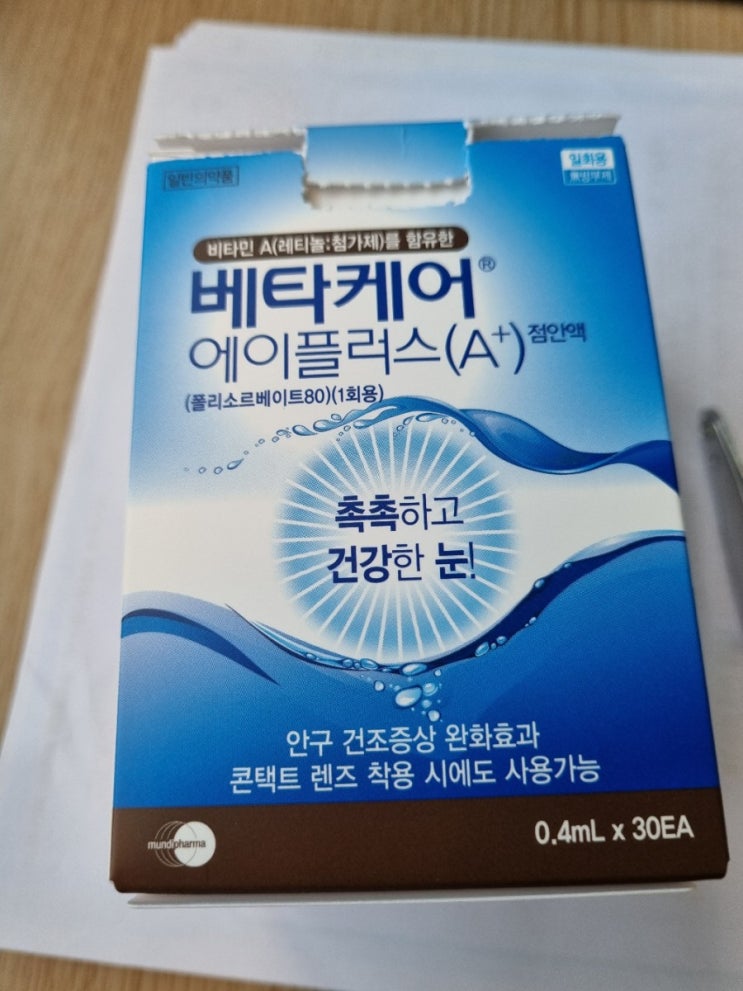 일반의약품
일회용
無방부제
비타민 A(레티놀:첨가제)를 함유한
베타케어®
에이플러스(A+)점안액
(폴리소르베이트80)(1회용)
촉촉하고
건강한 눈!
안구 건조증상 완화효과
콘택트 렌즈 착용 시에도 사용가능
mundipharma
0.4mL x 30EA